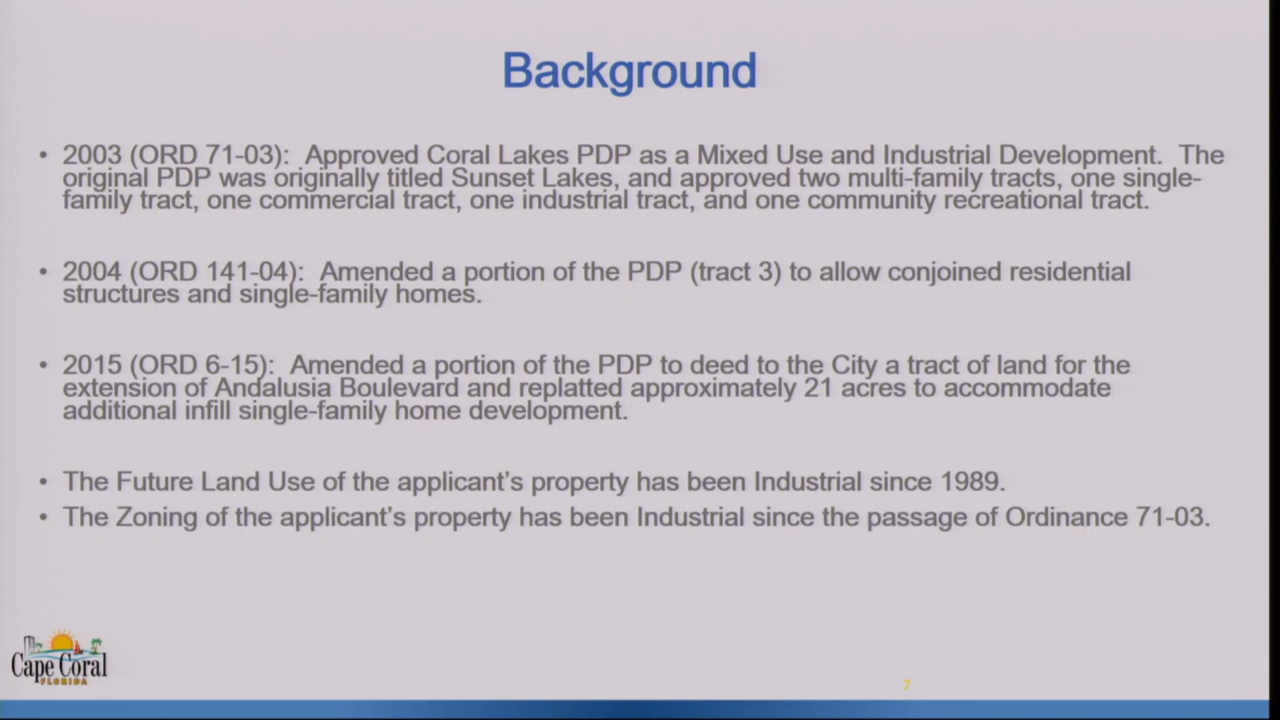 Background
• 2003 (ORD 71-03):  Approved Coral Lakes PDP as a Mixed Use and Industrial Development.  The
original PDP was originally titled Sunset Lakes, and approved two multi-family tracts, one single-
family tract, one commercial tract, one industrial tract, and one community recreational tract.
• 2004 (ORD 141-04):  Amended a portion of the PDP (tract 3) to allow conjoined residential
structures and single-family homes.
• 2015 (ORD 6-15):  Amended a portion of the PDP to deed to the City a tract of land for the
extension of Andalusia Boulevard and replatted approximately 21 acres to accommodate
additional infill single-family home development.
• The Future Land Use of the applicant's property has been Industrial since 1989.
• The Zoning of the applicant's property has been Industrial since the passage of Ordinance 71-03.
Cape Coral
FLORIDA
7